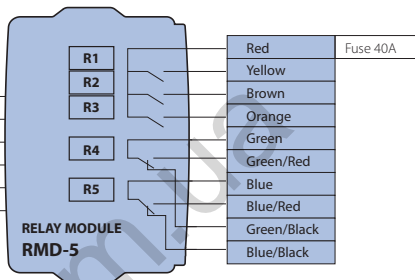 R1
R2
R3
R4
R5
RELAY MODULE
RMD-5
Red Fuse 40A
Yellow
Brown
Orange
Green
Green/Red
Blue
Blue/Red
Green/Black
Blue/Black
m.ua